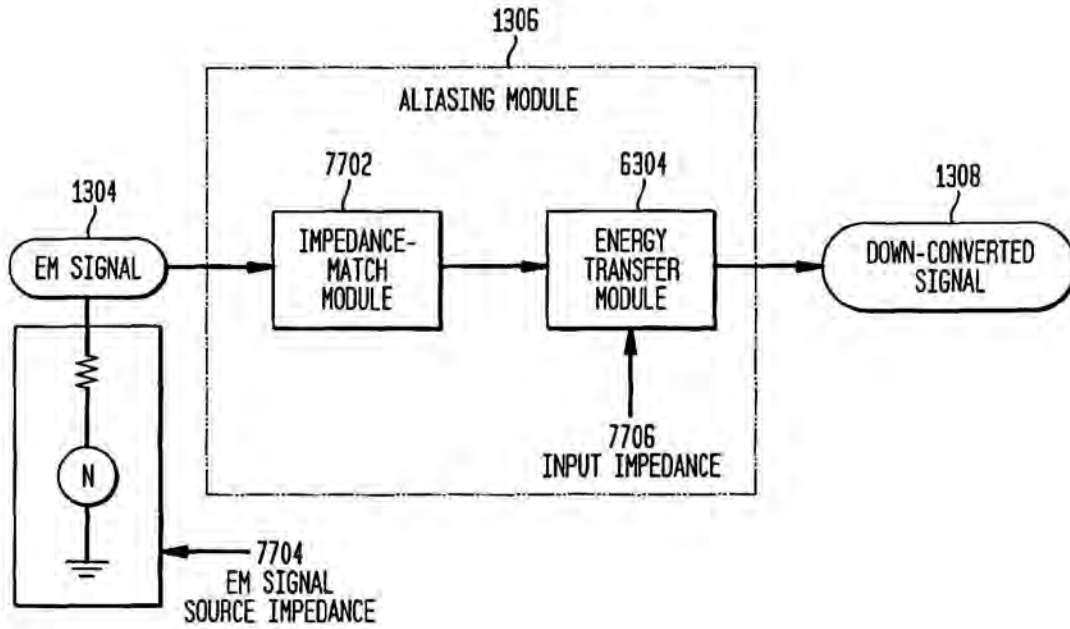 1306
ALIASING MODULE
7702
6304
1304
1308
EM SIGNAL
IMPEDANCE-
MATCH
MODULE
ENERGY
TRANSFER
MODULE
DOWN-CONVERTED
SIGNAL
7706
INPUT IMPEDANCE
N
7704
EM SIGNAL
SOURCE IMPEDANCE